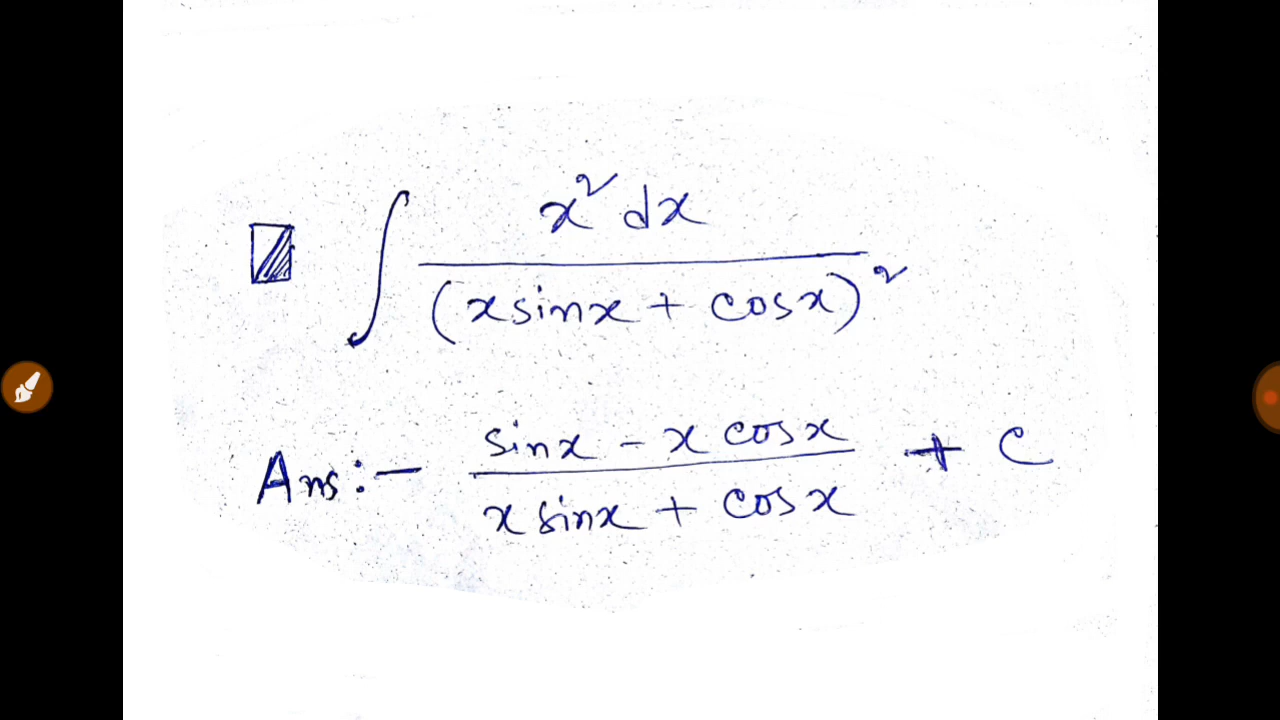 ∫ x² dx / (x sinx + cosx)²
Ans:- (sinx - x cosx) / (x sinx + cosx) + C